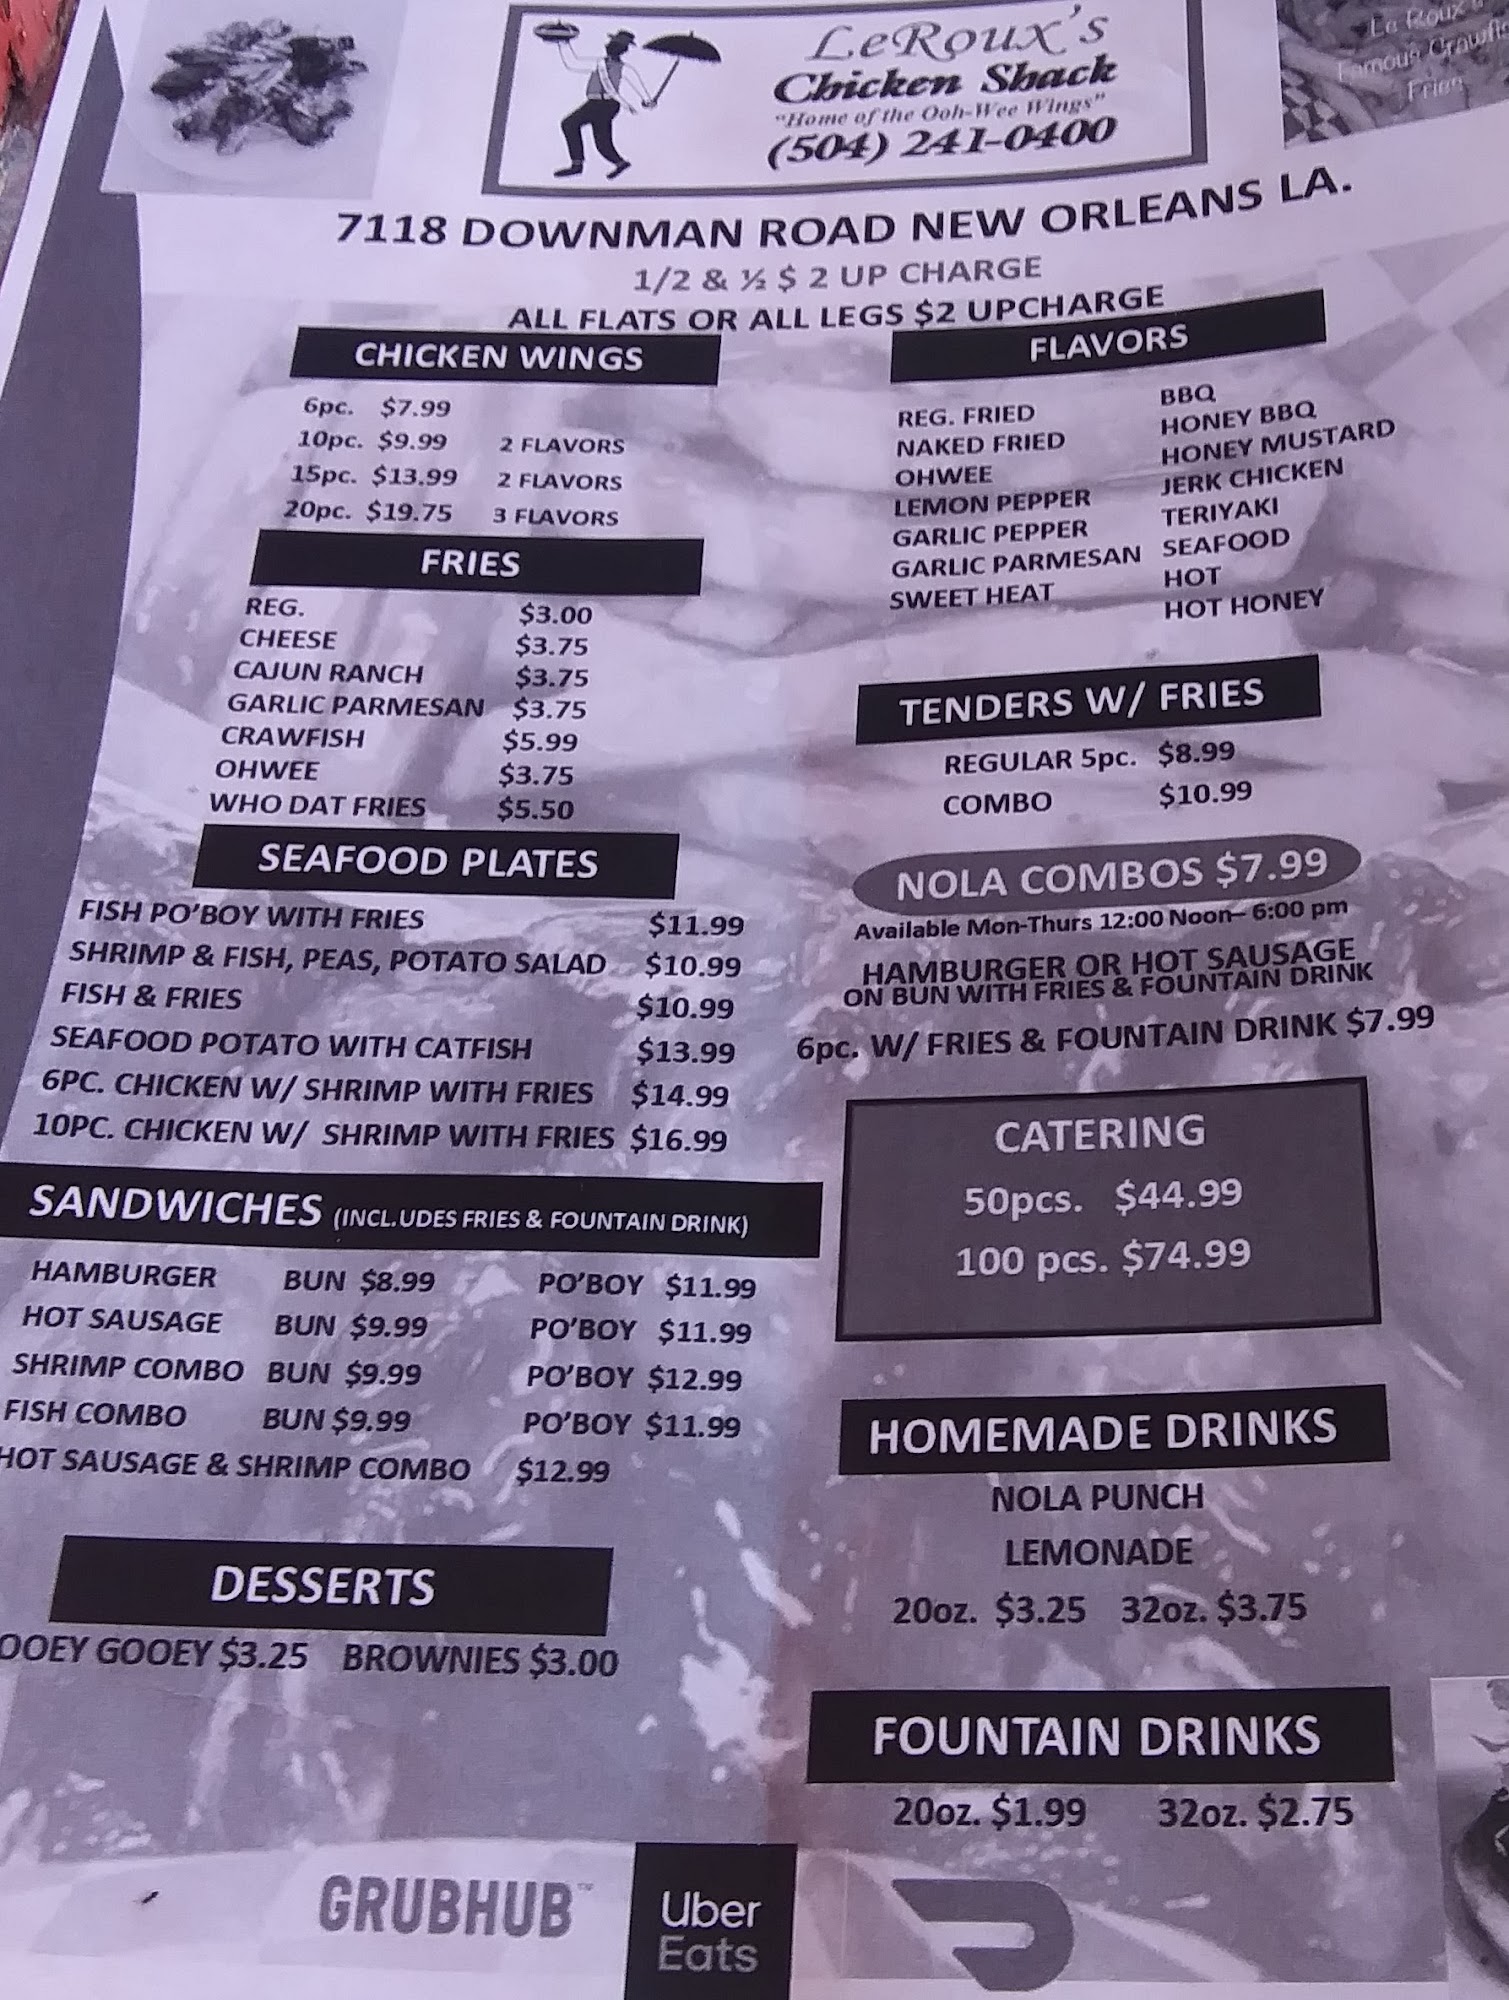 LeRoux's
Chicken Shack
"Home of the Ooh-Wee Wings"
(504) 241-0400
Le Roux's
Famous Crawfis
Fries
7118 DOWNMAN ROAD NEW ORLEANS LA.
1/2 & ½ $ 2 UP CHARGE
ALL FLATS OR ALL LEGS $2 UPCHARGE
CHICKEN WINGS
6pc. $7.99
10pc. $9.99 2 FLAVORS
15pc. $13.99 2 FLAVORS
20pc. $19.75 3 FLAVORS
FRIES
REG. $3.00
CHEESE $3.75
CAJUN RANCH $3.75
GARLIC PARMESAN $3.75
CRAWFISH $5.99
OHWEE $3.75
WHO DAT FRIES $5.50
SEAFOOD PLATES
FISH PO'BOY WITH FRIES $11.99
SHRIMP & FISH, PEAS, POTATO SALAD $10.99
FISH & FRIES $10.99
SEAFOOD POTATO WITH CATFISH $13.99
6PC. CHICKEN W/ SHRIMP WITH FRIES $14.99
10PC. CHICKEN W/ SHRIMP WITH FRIES $16.99
SANDWICHES (INCL.UDES FRIES & FOUNTAIN DRINK)
HAMBURGER BUN $8.99 PO'BOY $11.99
HOT SAUSAGE BUN $9.99 PO'BOY $11.99
SHRIMP COMBO BUN $9.99 PO'BOY $12.99
FISH COMBO BUN $9.99 PO'BOY $11.99
HOT SAUSAGE & SHRIMP COMBO $12.99
DESSERTS
OOEY GOOEY $3.25 BROWNIES $3.00
FLAVORS
REG. FRIED
NAKED FRIED
OHWEE
LEMON PEPPER
GARLIC PEPPER
GARLIC PARMESAN
SWEET HEAT
BBQ
HONEY BBQ
HONEY MUSTARD
JERK CHICKEN
TERIYAKI
SEAFOOD
HOT
HOT HONEY
TENDERS W/ FRIES
REGULAR 5pc. $8.99
COMBO $10.99
NOLA COMBOS $7.99
Available Mon-Thurs 12:00 Noon– 6:00 pm
HAMBURGER OR HOT SAUSAGE
ON BUN WITH FRIES & FOUNTAIN DRINK
6pc. W/ FRIES & FOUNTAIN DRINK $7.99
CATERING
50pcs. $44.99
100 pcs. $74.99
HOMEMADE DRINKS
NOLA PUNCH
LEMONADE
20oz. $3.25 32oz. $3.75
FOUNTAIN DRINKS
20oz. $1.99 32oz. $2.75
GRUBHUB™
Uber
Eats